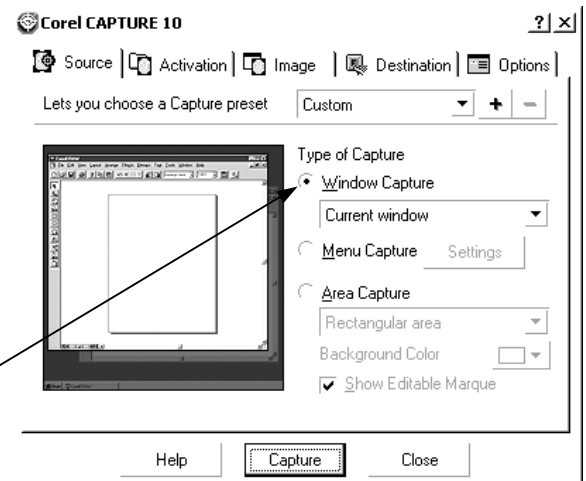 Corel CAPTURE 10
Source Activation Image Destination Options
Lets you choose a Capture preset Custom
Type of Capture
Window Capture
Current window
Menu Capture Settings
Area Capture
Rectangular area
Background Color
Show Editable Marque
Help Capture Close